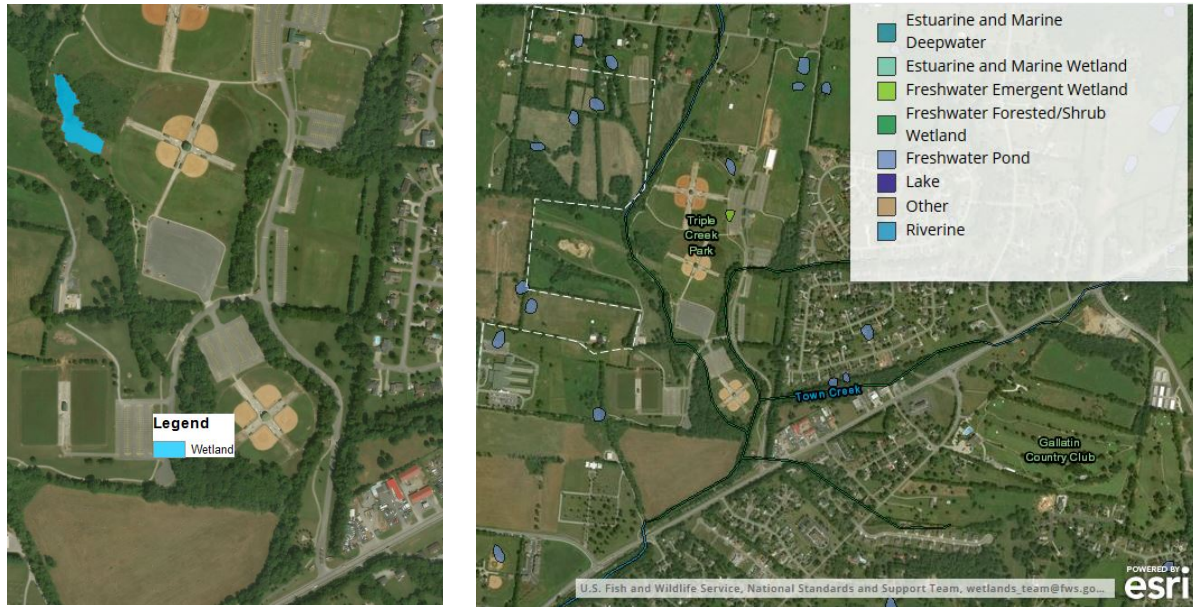 Legend
Wetland
Estuarine and Marine
Deepwater
Estuarine and Marine Wetland
Freshwater Emergent Wetland
Freshwater Forested/Shrub
Wetland
Freshwater Pond
Lake
Other
Riverine
Triple
Creek
Park
Town Creek
Gallatin
Country Club
U.S. Fish and Wildlife Service, National Standards and Support Team, wetlands_team@fws.go...
POWERED BY
esri